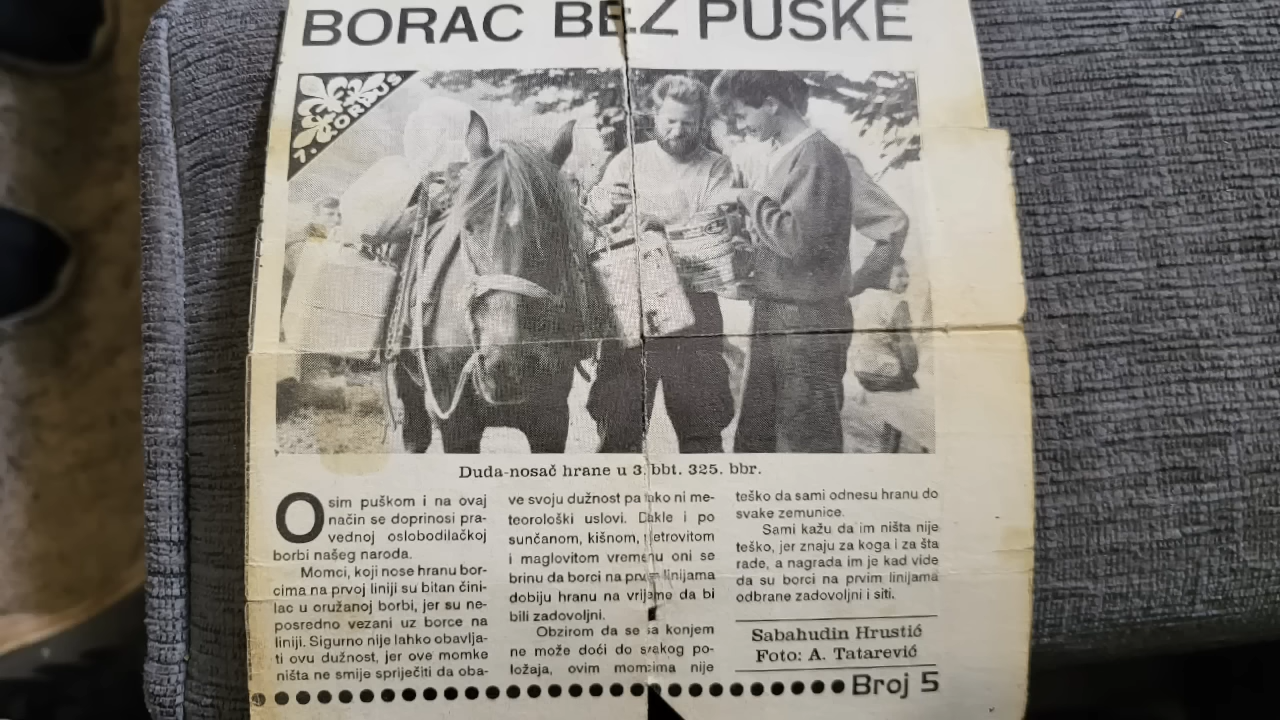 BORAC BEZ PUŠKE
7. CORPUS
Duda-nosač hrane u 3. bbt. 325. bbr.
Osim puškom i na ovaj
način se doprinosi pra-
vednoj oslobodilačkoj
borbi našeg naroda.
Momci, koji nose hranu bor-
cima na prvoj liniji su bitan čini-
lac u oružanoj borbi, jer su ne-
posredno vezani uz borce na
liniji. Sigurno nije lahko obavlja-
ti ovu dužnost, jer ove momke
ništa ne smije spriječiti da oba-
ve svoju dužnost pa tako ni me-
teorološki uslovi. Dakle i po
sunčanom, kišnom, vjetrovitom
i maglovitom vremenu oni se
brinu da borci na prvim linijama
dobiju hranu na vrijeme da bi
bili zadovoljni.
Obzirom da se sa konjem
ne može doći do svakog po-
ložaja, ovim momcima nije
teško da sami odnesu hranu do
svake zemunice.
Sami kažu da im ništa nije
teško, jer znaju za koga i za šta
rade, a nagrada im je kad vide
da su borci na prvim linijama
odbrane zadovoljni i siti.
Sabahudin Hrustić
Foto: A. Tatarević
Broj 5